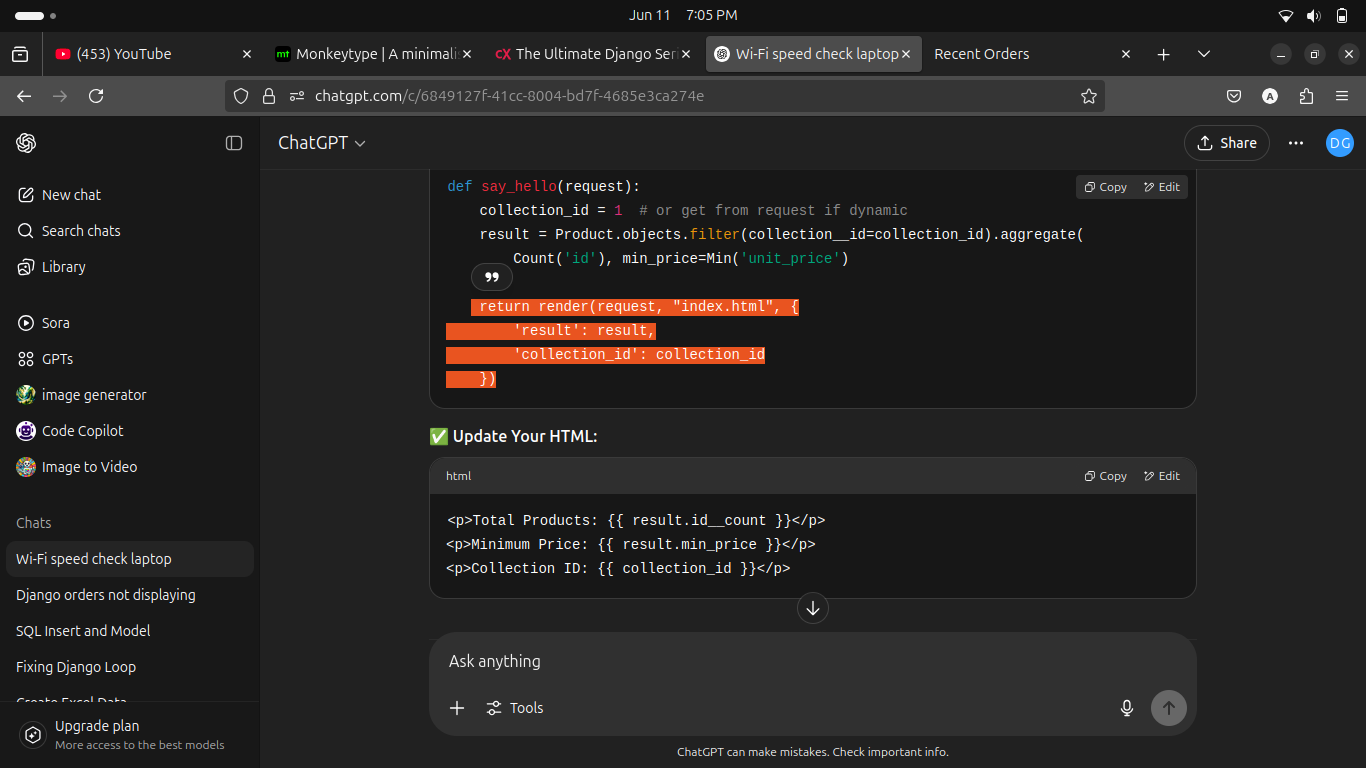 Jun 11 7:05 PM
(453) YouTube
mt Monkeytype | A minimalis
CX The Ultimate Django Seri
Wi-Fi speed check laptop
Recent Orders
chatgpt.com/c/6849127f-41cc-8004-bd7f-4685e3ca274e
A
ChatGPT
Share
DG
New chat
Search chats
Library
Sora
GPTs
image generator
Code Copilot
Image to Video
Chats
Wi-Fi speed check laptop
Django orders not displaying
SQL Insert and Model
Fixing Django Loop
Create Excel Data
Upgrade plan
More access to the best models
def say_hello(request):
Copy Edit
collection_id = 1 # or get from request if dynamic
result = Product.objects.filter(collection__id=collection_id).aggregate(
Count('id'), min_price=Min('unit_price')
return render(request, "index.html", {
'result': result,
'collection_id': collection_id
})
✅ Update Your HTML:
html
Copy Edit
<p>Total Products: {{ result.id__count }}</p>
<p>Minimum Price: {{ result.min_price }}</p>
<p>Collection ID: {{ collection_id }}</p>
Ask anything
Tools
ChatGPT can make mistakes. Check important info.